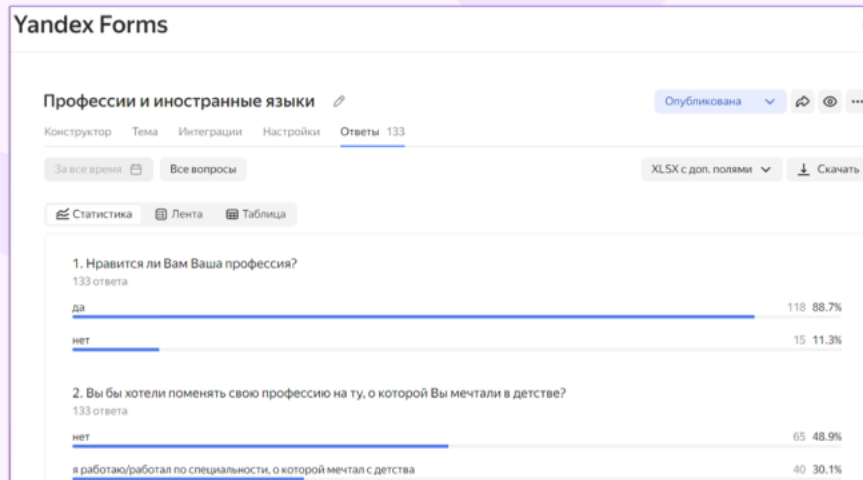 Yandex Forms
Профессии и иностранные языки
Опубликована
Конструктор Тема Интеграции Настройки Ответы 133
За все время Все вопросы XLSX с доп. полями Скачать
Статистика Лента Таблица
1. Нравится ли Вам Ваша профессия?
133 ответа
да 118 88.7%
нет 15 11.3%
2. Вы бы хотели поменять свою профессию на ту, о которой Вы мечтали в детстве?
133 ответа
нет 65 48.9%
я работаю/работал по специальности, о которой мечтал с детства 40 30.1%